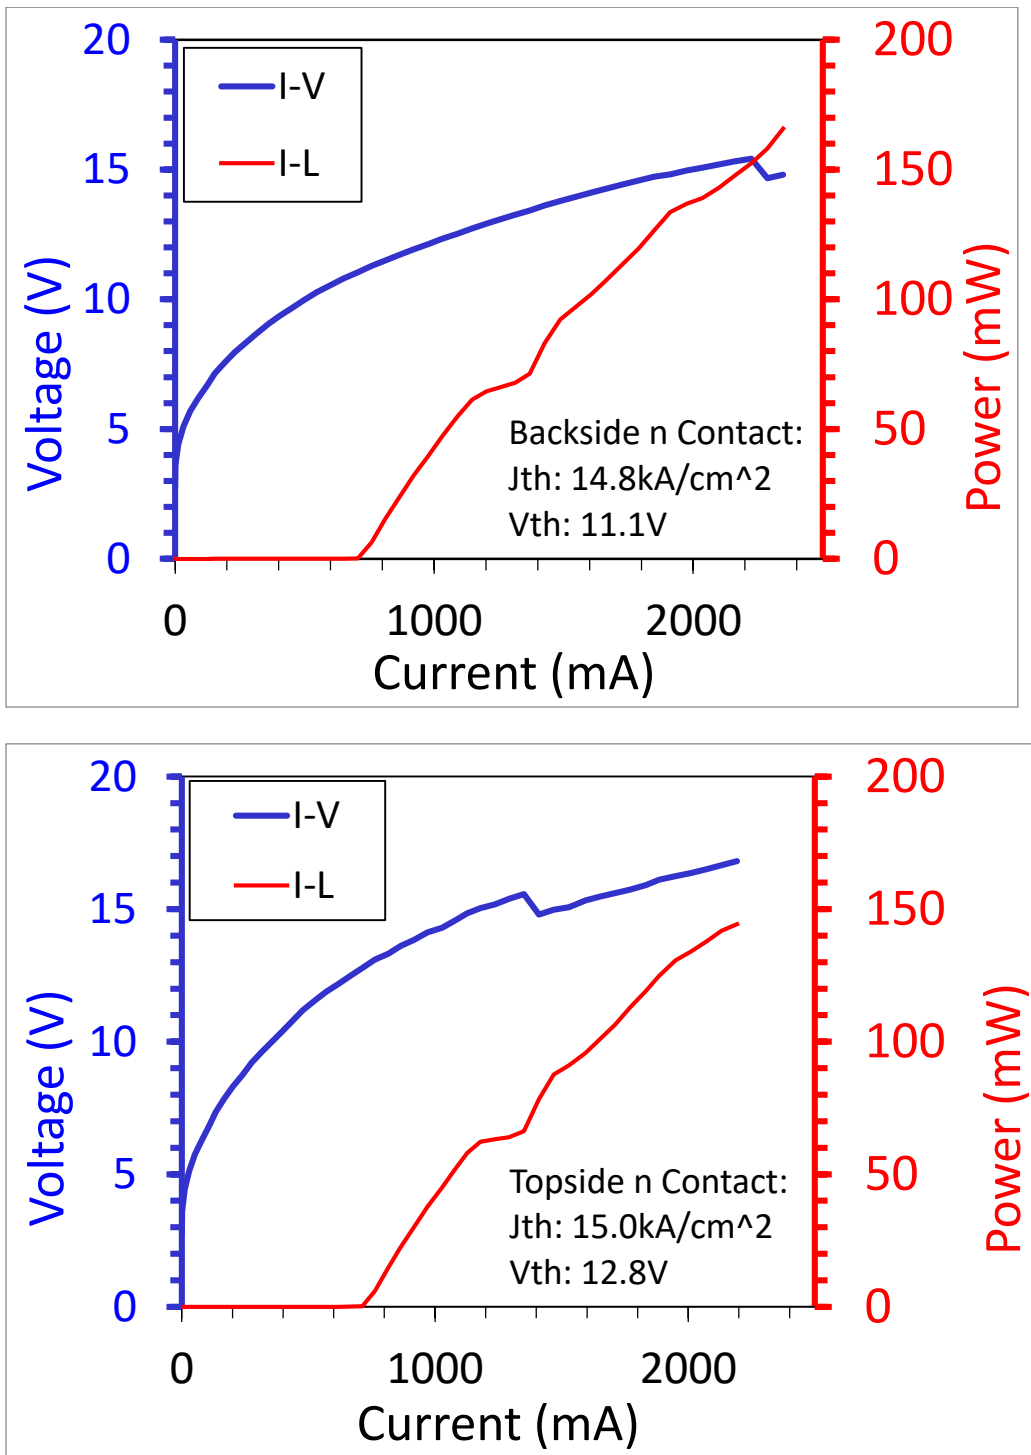 20
15
10
5
0
Voltage (V)
I-V
I-L
200
150
100
50
0
Power (mW)
Backside n Contact:
Jth: 14.8kA/cm^2
Vth: 11.1V
0 1000 2000
Current (mA)
20
15
10
5
0
Voltage (V)
I-V
I-L
200
150
100
50
0
Power (mW)
Topside n Contact:
Jth: 15.0kA/cm^2
Vth: 12.8V
0 1000 2000
Current (mA)